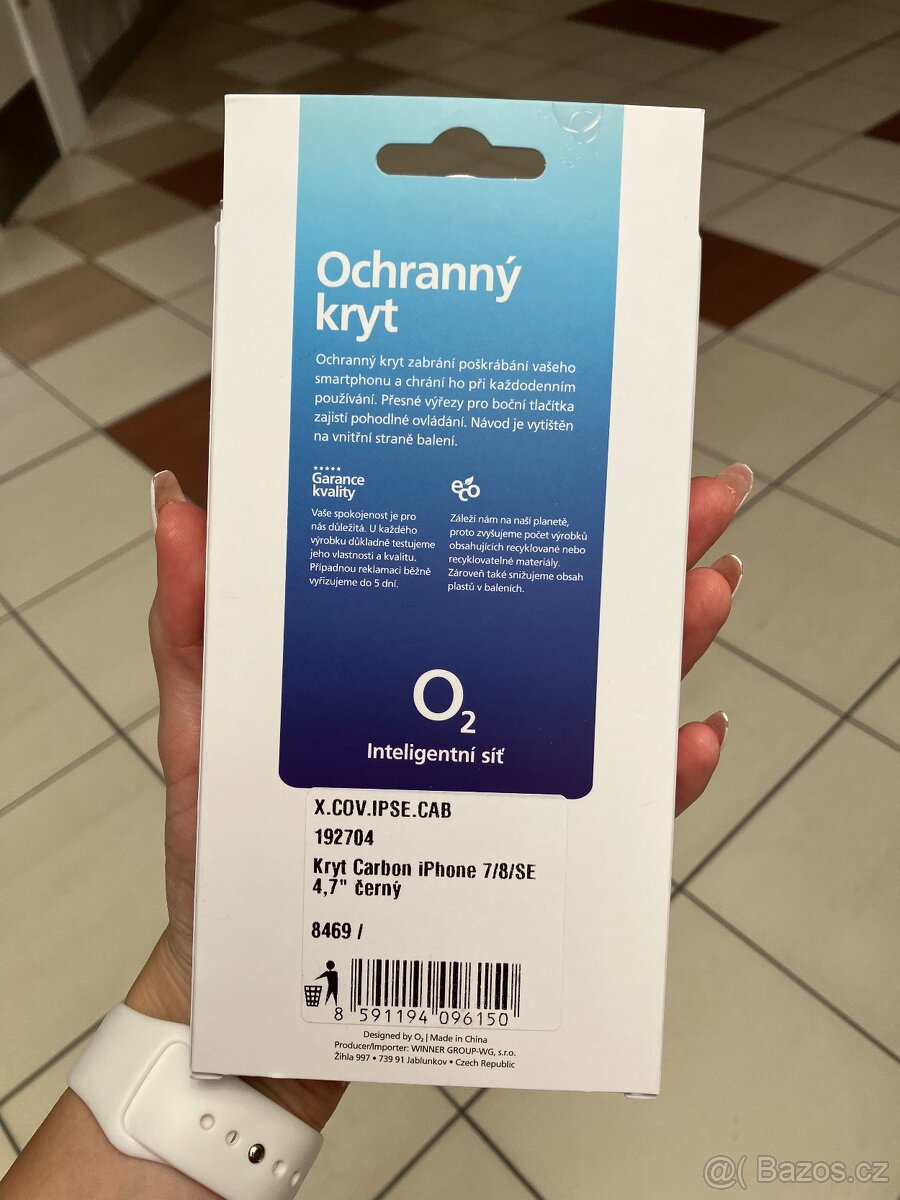 Ochranný
kryt
Ochranný kryt zabrání poškrábání vašeho
smartphonu a chrání ho při každodenním
používání. Přesné výřezy pro boční tlačítka
zajistí pohodlné ovládání. Návod je vytištěn
na vnitřní straně balení.
Garance
kvality
Vaše spokojenost je pro
nás důležitá. U každého
výrobku důkladně testujeme
jeho vlastnosti a kvalitu.
Případnou reklamaci běžně
vyřizujeme do 5 dní.
eco
Záleží nám na naší planetě,
proto zvyšujeme počet výrobků
obsahujících recyklované nebo
recyklovatelné materiály.
Zároveň také snižujeme obsah
plastů v baleních.
O₂
Inteligentní síť
X.COV.IPSE.CAB
192704
Kryt Carbon iPhone 7/8/SE
4,7" černý
8469 /
8 591194 096150
Designed by O₂ | Made in China
Producer/Importer: WINNER GROUP-WG, s.r.o.
Žihla 997 • 739 91 Jablunkov • Czech Republic
@( Bazos.cz